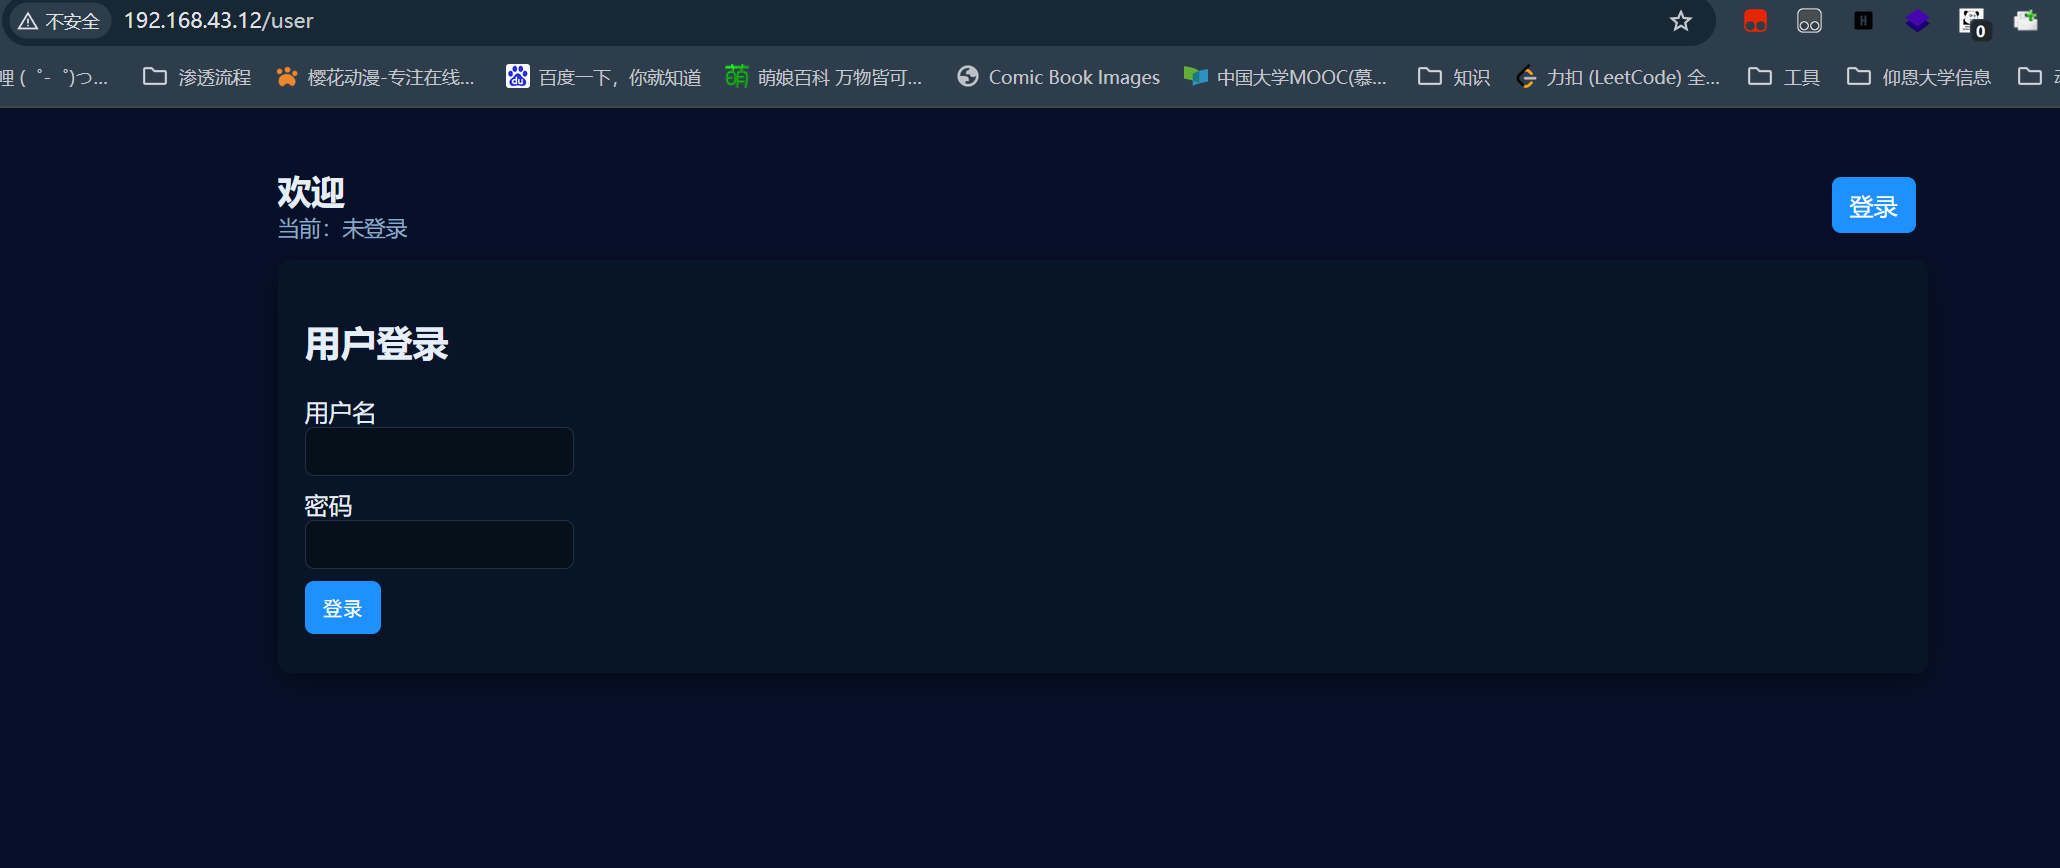 不安全 192.168.43.12/user
0
哩 (゜-゜)つ... 渗透流程 樱花动漫-专注在线... 百度一下，你就知道 萌娘百科 万物皆可... Comic Book Images 中国大学MOOC(慕... 知识 力扣 (LeetCode) 全... 工具 仰恩大学信息
欢迎
当前：未登录
登录
用户登录
用户名
密码
登录